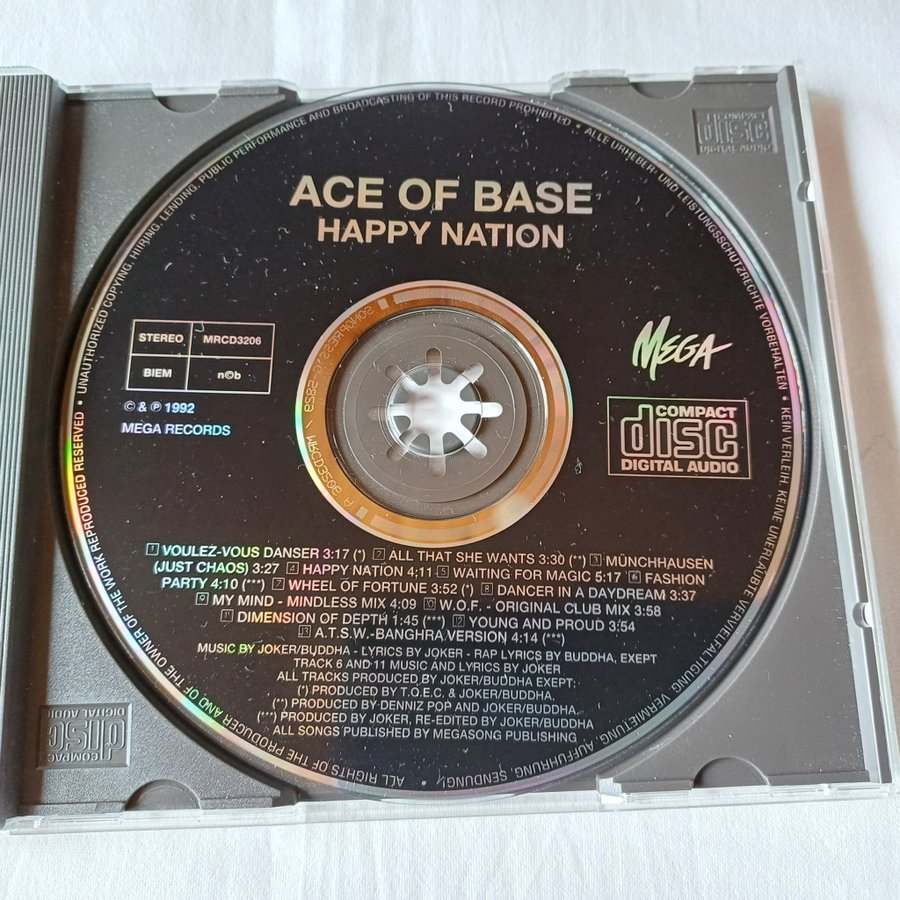 ACE OF BASE
HAPPY NATION
STEREO MRCD3206
BIEM n©b
© & ℗ 1992
MEGA RECORDS
MEGA
COMPACT
disc
DIGITAL AUDIO
1 VOULEZ-VOUS DANSER 3:17 (*) 2 ALL THAT SHE WANTS 3:30 (**) 3 MÜNCHHAUSEN
(JUST CHAOS) 3:27 4 HAPPY NATION 4:11 5 WAITING FOR MAGIC 5:17 6 FASHION
PARTY 4:10 (***) 7 WHEEL OF FORTUNE 3:52 (*) 8 DANCER IN A DAYDREAM 3:37
9 MY MIND - MINDLESS MIX 4:09 10 W.O.F. - ORIGINAL CLUB MIX 3:58
11 DIMENSION OF DEPTH 1:45 (***) 12 YOUNG AND PROUD 3:54
13 A.T.S.W.-BANGHRA VERSION 4:14 (***)
MUSIC BY JOKER/BUDDHA - LYRICS BY JOKER - RAP LYRICS BY BUDDHA, EXEPT
TRACK 6 AND 11 MUSIC AND LYRICS BY JOKER
ALL TRACKS PRODUCED BY JOKER/BUDDHA EXEPT:
(*) PRODUCED BY T.O.E.C. & JOKER/BUDDHA.
(**) PRODUCED BY DENNIZ POP AND JOKER/BUDDHA.
(***) PRODUCED BY JOKER, RE-EDITED BY JOKER/BUDDHA
ALL SONGS PUBLISHED BY MEGASONG PUBLISHING
• ALL RIGHTS OF THE PRODUCER AND OF THE OWNER OF THE WORK REPRODUCED RESERVED • UNAUTHORIZED COPYING, HIRING, LENDING, PUBLIC PERFORMANCE AND BROADCASTING OF THIS RECORD PROHIBITED • ALLE URHEBER- UND LEISTUNGSSCHUTZRECHTE VORBEHALTEN • KEIN VERLEIH, KEINE UNERLAUBTE VERVIELFÄLTIGUNG, VERMIETUNG, AUFFÜHRUNG, SENDUNG!
SONOPRESS G-5829 / MRCD3206 A
COMPACT
disc
DIGITAL AUDIO
COMPACT
disc
DIGITAL AUDIO